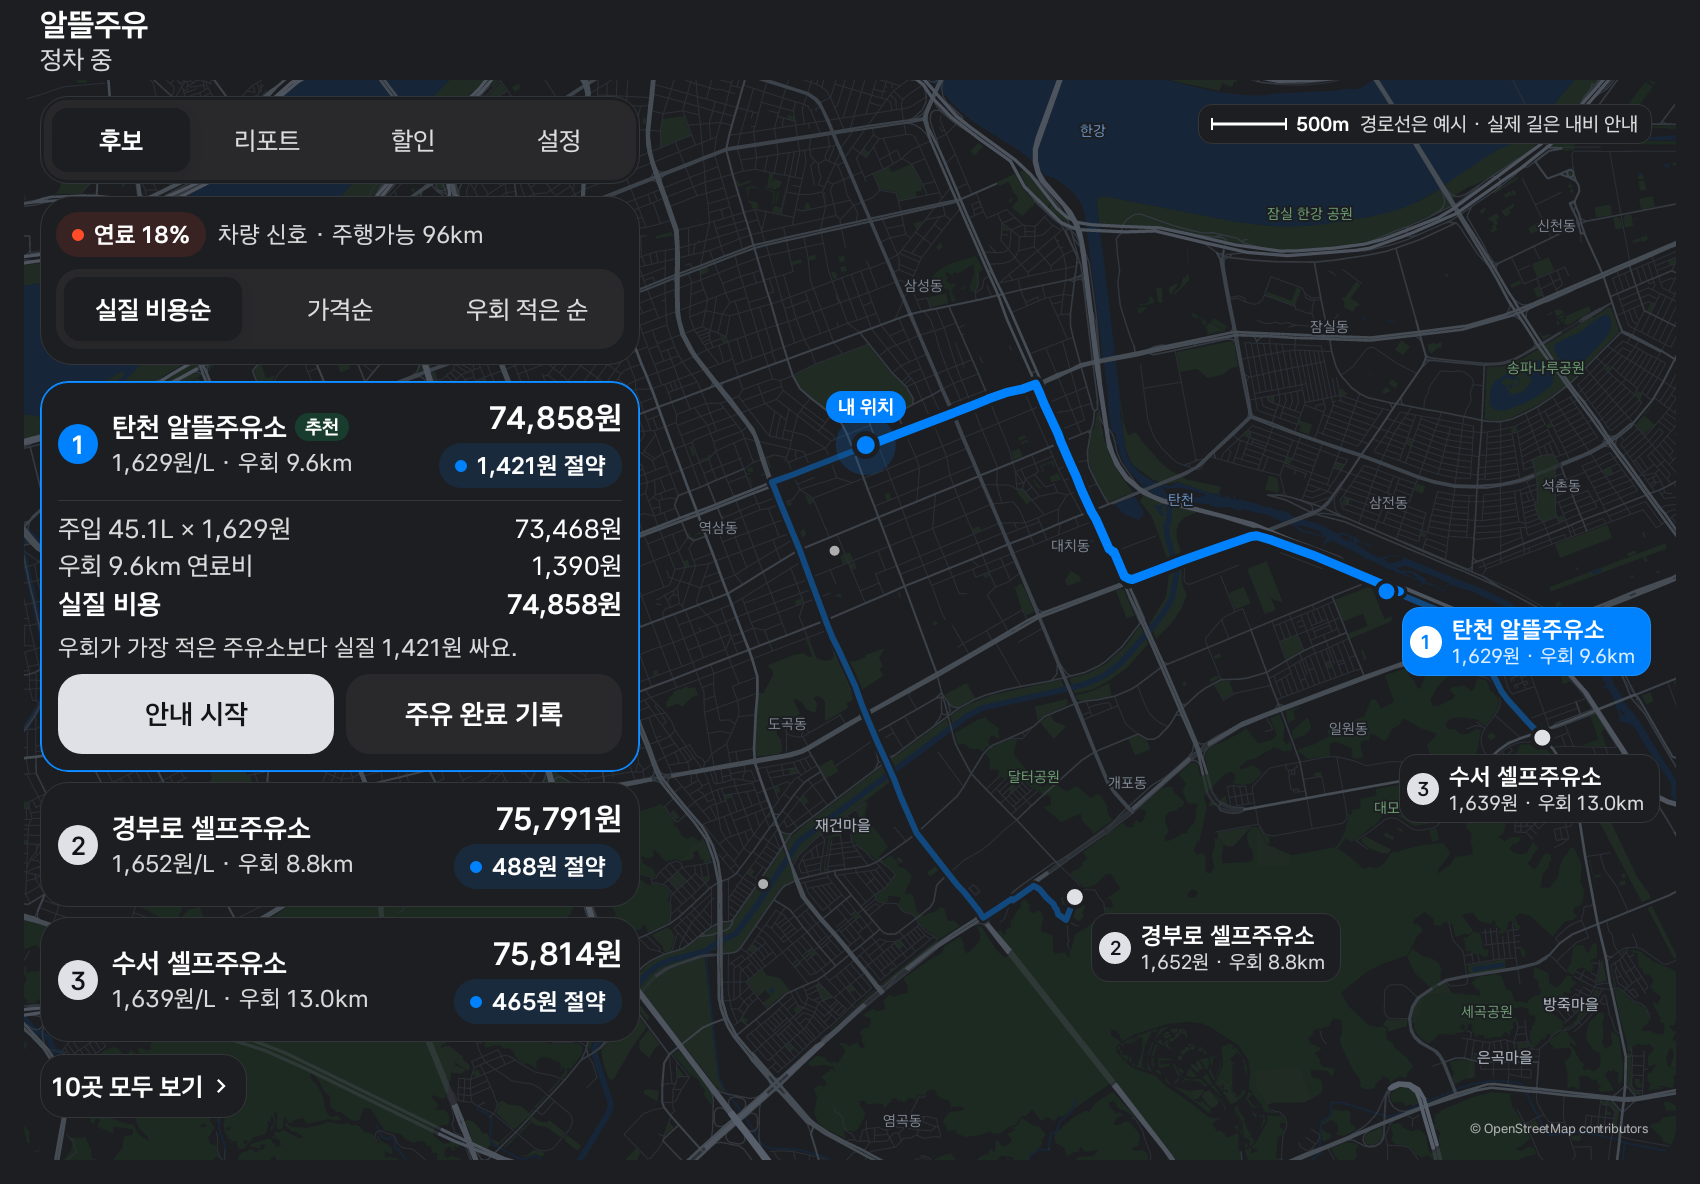 알뜰주유
정차 중
후보
리포트
할인
설정
연료 18%
차량 신호 · 주행가능 96km
실질 비용순
가격순
우회 적은 순
1
탄천 알뜰주유소
추천
74,858원
1,629원/L · 우회 9.6km
1,421원 절약
주입 45.1L × 1,629원
73,468원
우회 9.6km 연료비
1,390원
실질 비용
74,858원
우회가 가장 적은 주유소보다 실질 1,421원 싸요.
안내 시작
주유 완료 기록
2
경부로 셀프주유소
75,791원
1,652원/L · 우회 8.8km
488원 절약
3
수서 셀프주유소
75,814원
1,639원/L · 우회 13.0km
465원 절약
10곳 모두 보기
500m 경로선은 예시 · 실제 길은 내비 안내
한강
잠실 한강 공원
신천동
삼성동
잠실동
송파나루공원
내 위치
석촌동
탄천
삼전동
역삼동
대치동
1
탄천 알뜰주유소
1,629원 · 우회 9.6km
도곡동
일원동
달터공원
개포동
3
수서 셀프주유소
1,639원 · 우회 13.0km
대모
재건마을
2
경부로 셀프주유소
1,652원 · 우회 8.8km
세곡공원
방죽마을
은곡마을
염곡동
© OpenStreetMap contributors